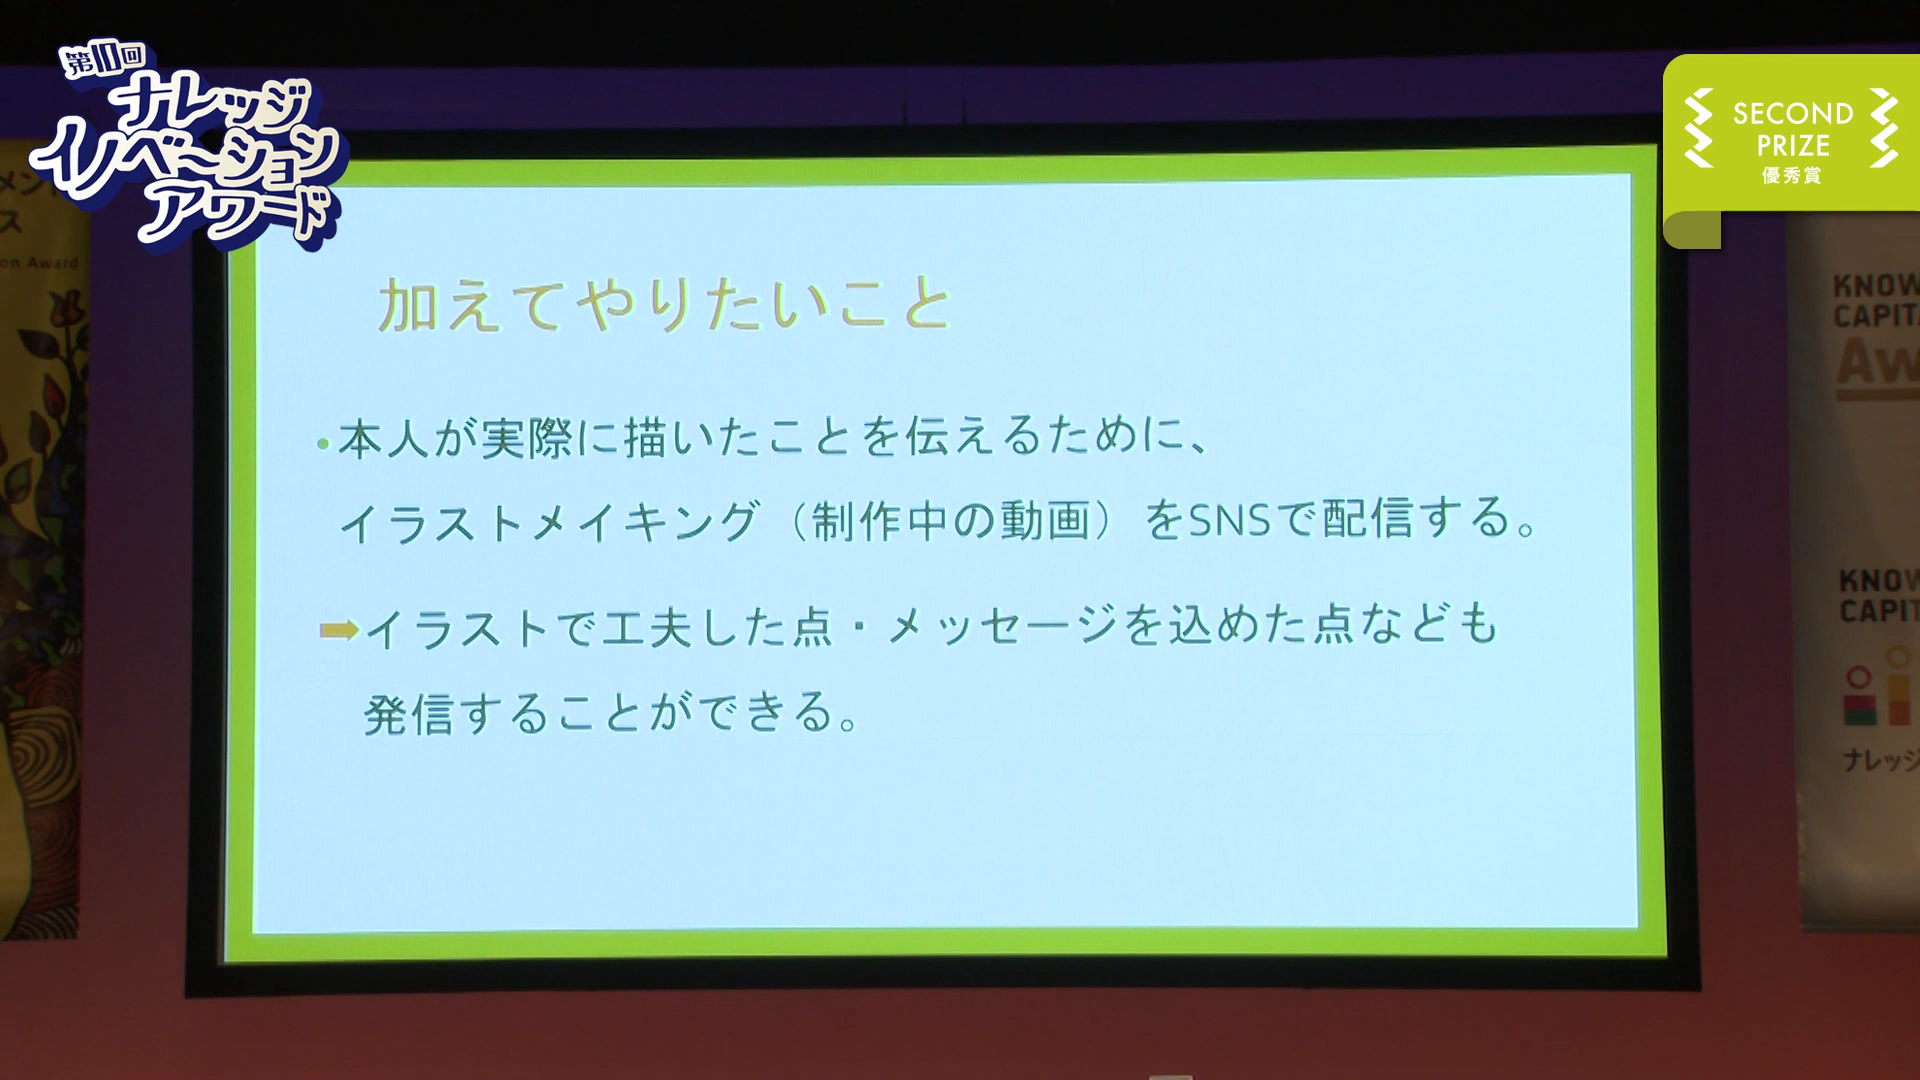 第10回
ナレッジ
イノベーション
アワード
SECOND
PRIZE
優秀賞
加えてやりたいこと
•本人が実際に描いたことを伝えるために、
イラストメイキング（制作中の動画）をSNSで配信する。
➡イラストで工夫した点・メッセージを込めた点なども
発信することができる。
メン
ス
on Award
KNOW
CAPIT
Aw
KNOW
CAPIT
ナレッジ